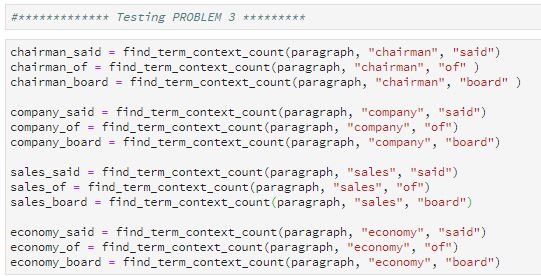 #************* Testing PROBLEM 3 *********
chairman_said = find_term_context_count(paragraph, "chairman", "said")
chairman_of = find_term_context_count(paragraph, "chairman", "of" )
chairman_board = find_term_context_count(paragraph, "chairman", "board" )
company_said = find_term_context_count(paragraph, "company", "said")
company_of = find_term_context_count(paragraph, "company", "of")
company_board = find_term_context_count(paragraph, "company", "board")
sales_said = find_term_context_count(paragraph, "sales", "said")
sales_of = find_term_context_count(paragraph, "sales", "of")
sales_board = find_term_context_count(paragraph, "sales", "board")
economy_said = find_term_context_count(paragraph, "economy", "said")
economy_of = find_term_context_count(paragraph, "economy", "of")
economy_board = find_term_context_count(paragraph, "economy", "board")